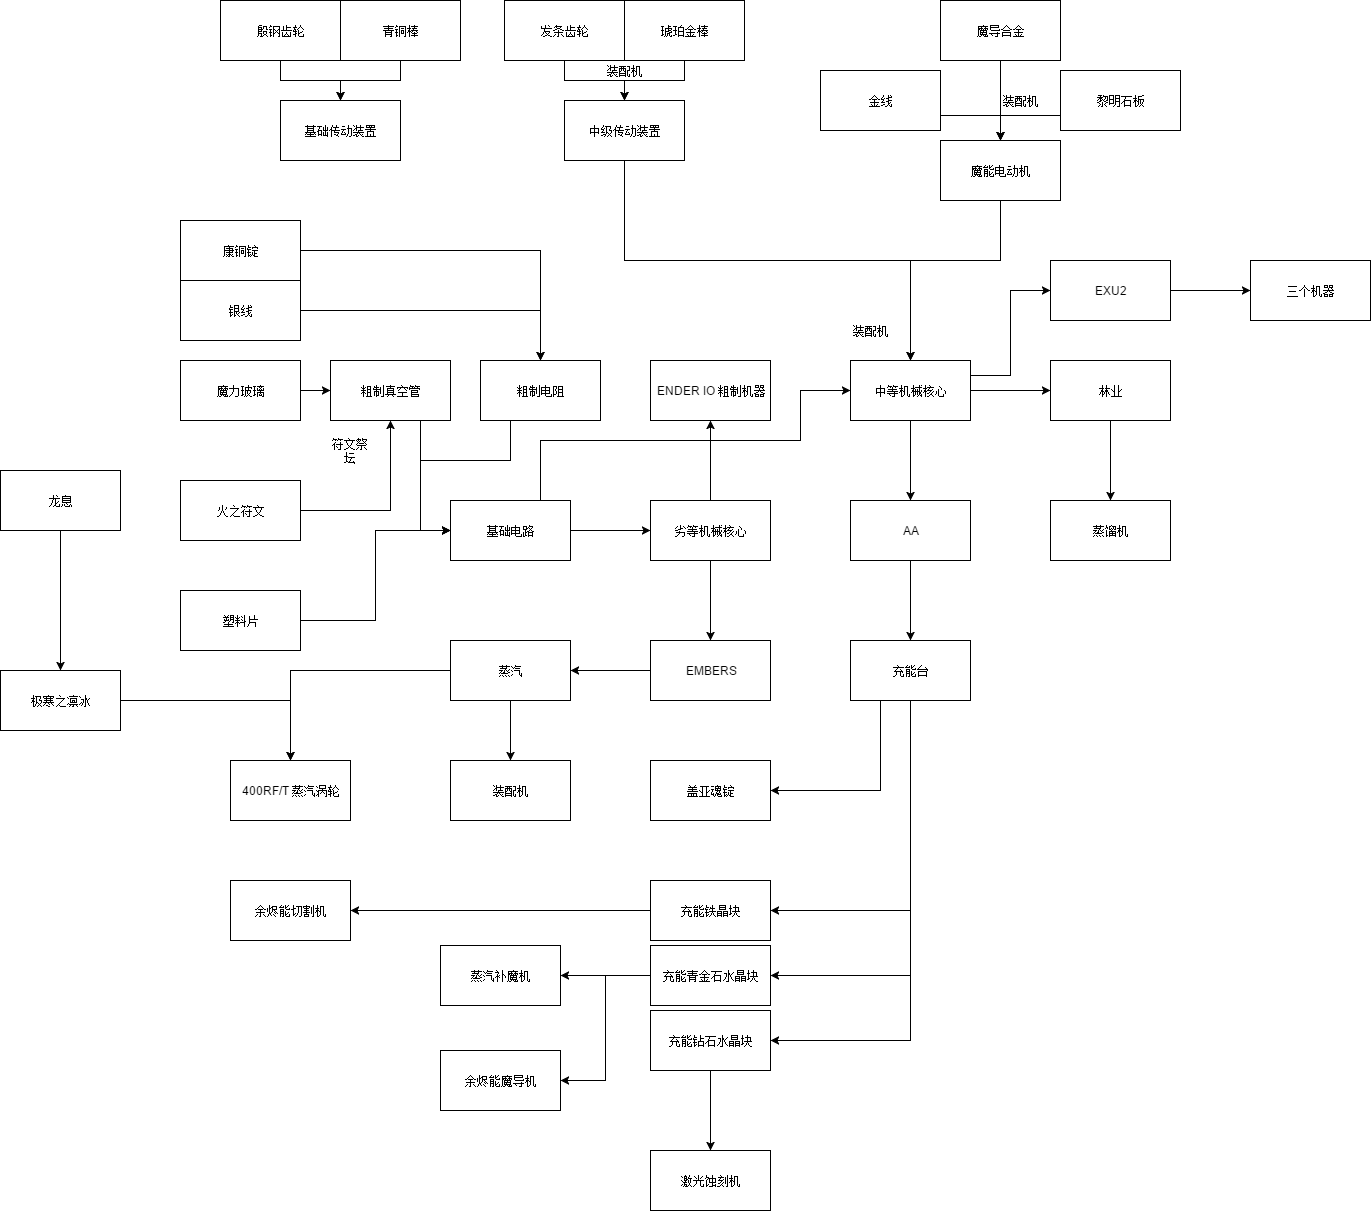 殷钢齿轮
青铜棒
发条齿轮
琥珀金棒
魔导合金
装配机
金线
装配机
黎明石板
基础传动装置
中级传动装置
魔能电动机
康铜锭
银线
EXU2
三个机器
装配机
魔力玻璃
粗制真空管
粗制电阻
ENDER IO 粗制机器
中等机械核心
林业
符文祭
坛
龙息
火之符文
基础电路
劣等机械核心
AA
蒸馏机
塑料片
极寒之凛冰
蒸汽
EMBERS
充能台
400RF/T 蒸汽涡轮
装配机
盖亚魂锭
余烬能切割机
充能铁晶块
蒸汽补魔机
充能青金石水晶块
充能钻石水晶块
余烬能魔导机
激光蚀刻机